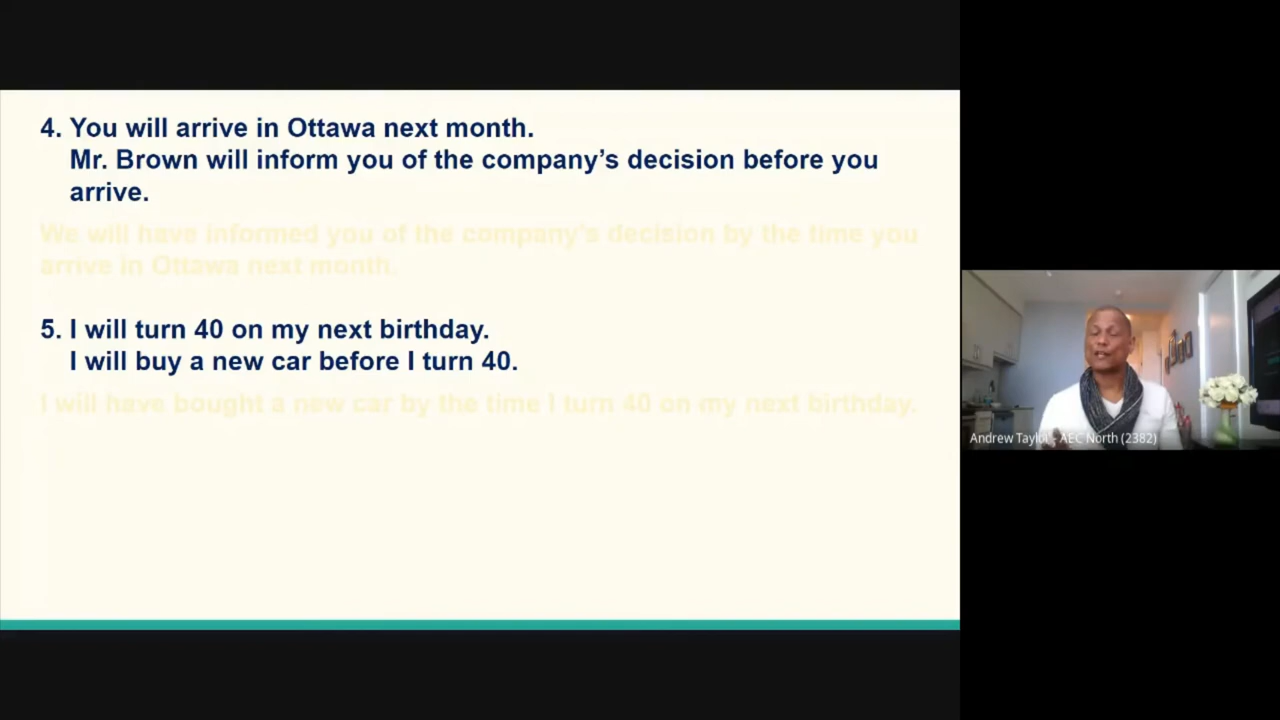 4. You will arrive in Ottawa next month.
Mr. Brown will inform you of the company's decision before you
arrive.
We will have informed you of the company's decision by the time you
arrive in Ottawa next month.
5. I will turn 40 on my next birthday.
I will buy a new car before I turn 40.
I will have bought a new car by the time I turn 40 on my next birthday.
Andrew Taylor - AEC North (2382)